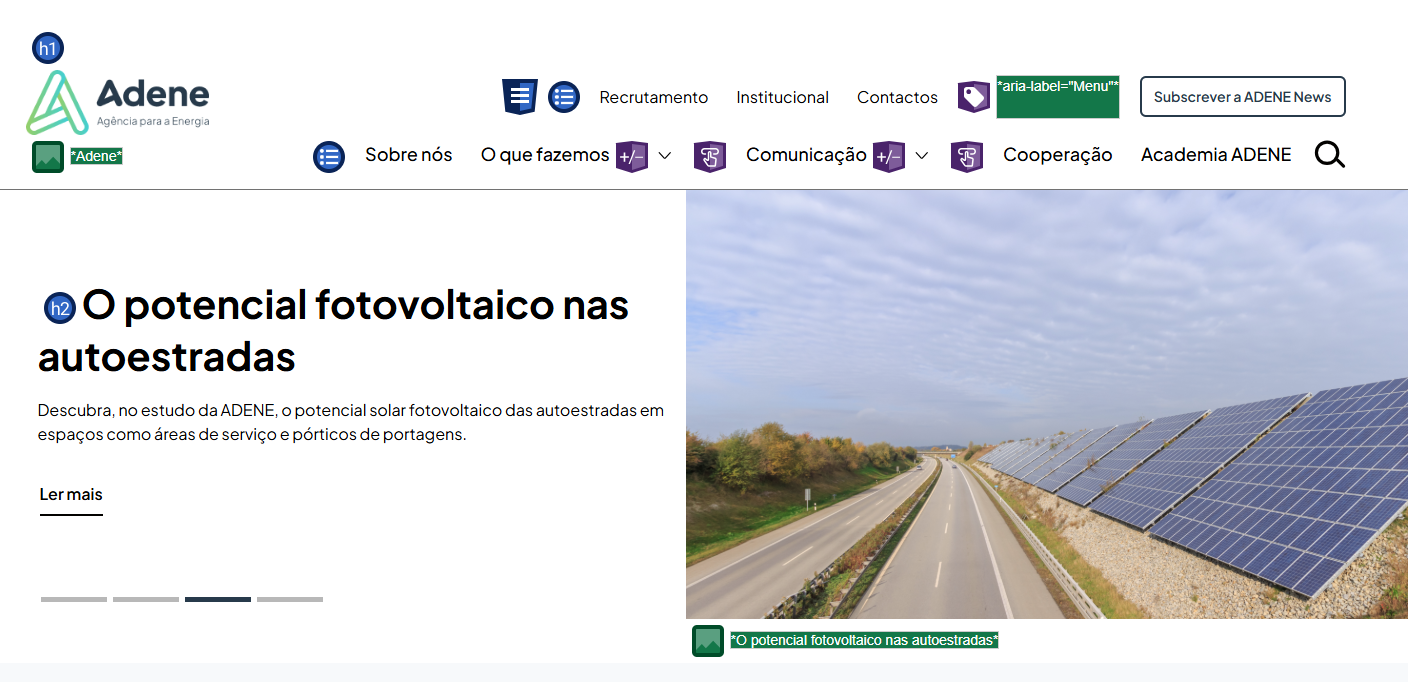 h1
Adene
Agência para a Energia
*Adene*
Recrutamento Institucional Contactos *aria-label="Menu"* Subscrever a ADENE News
Sobre nós O que fazemos +/- Comunicação +/- Cooperação Academia ADENE
h2 O potencial fotovoltaico nas
autoestradas
Descubra, no estudo da ADENE, o potencial solar fotovoltaico das autoestradas em
espaços como áreas de serviço e pórticos de portagens.
Ler mais
*O potencial fotovoltaico nas autoestradas*